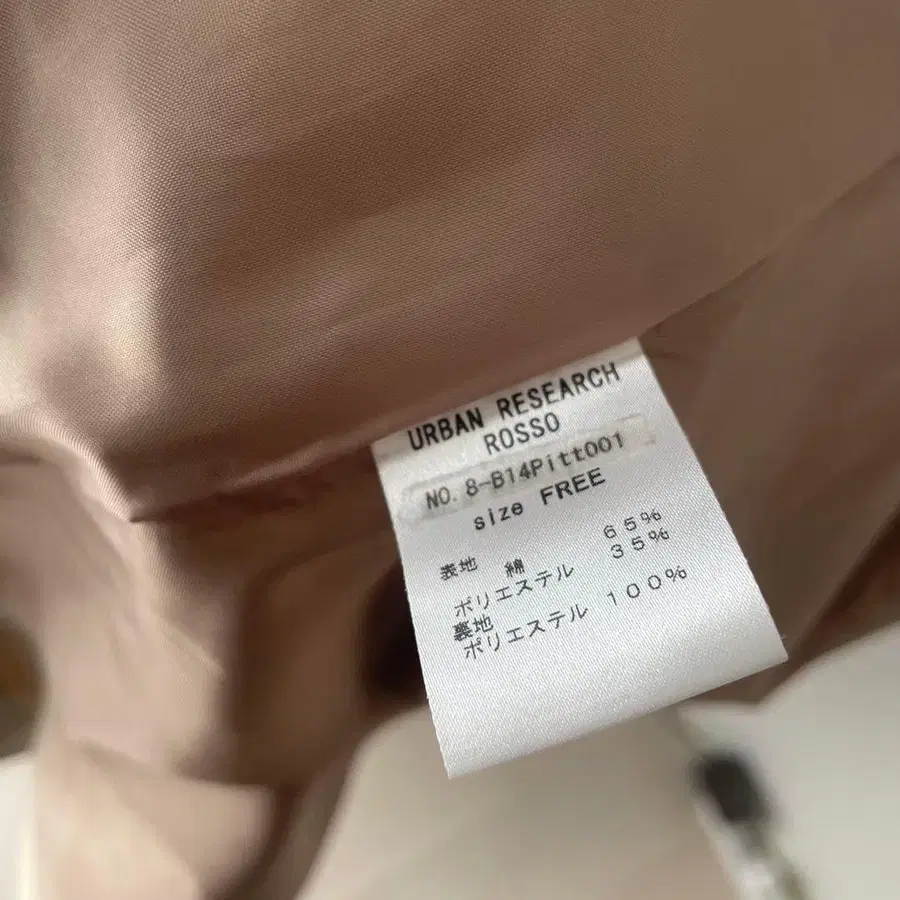 URBAN RESEARCH
ROSSO
NO. 8-B14Pitt001
size FREE
表地 綿 65%
ポリエステル 35%
裏地
ポリエステル 100%